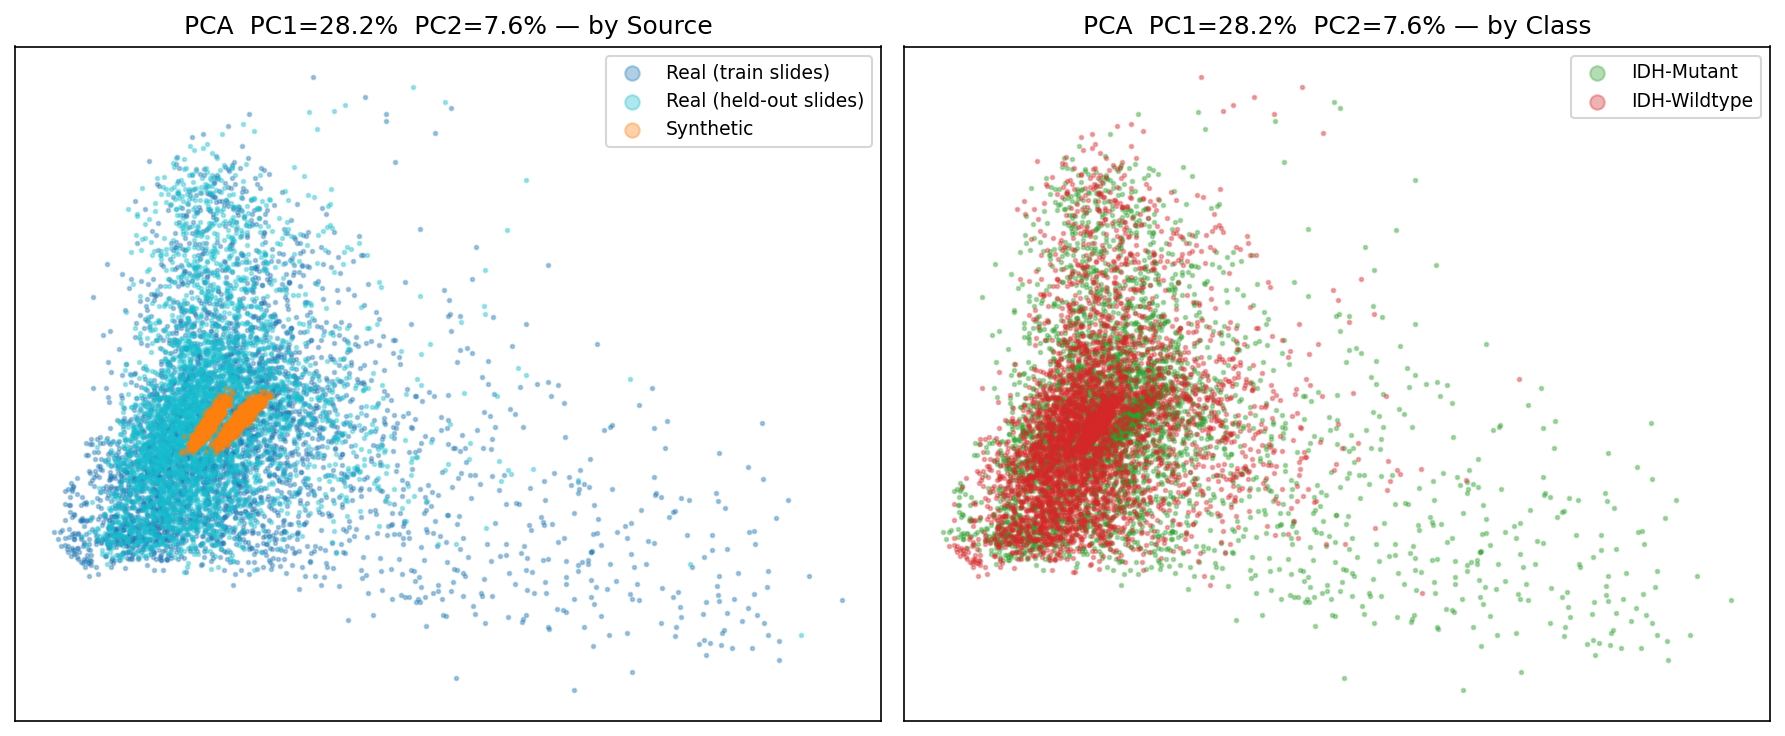 PCA  PC1=28.2%  PC2=7.6% — by Source
Real (train slides)
Real (held-out slides)
Synthetic
PCA  PC1=28.2%  PC2=7.6% — by Class
IDH-Mutant
IDH-Wildtype